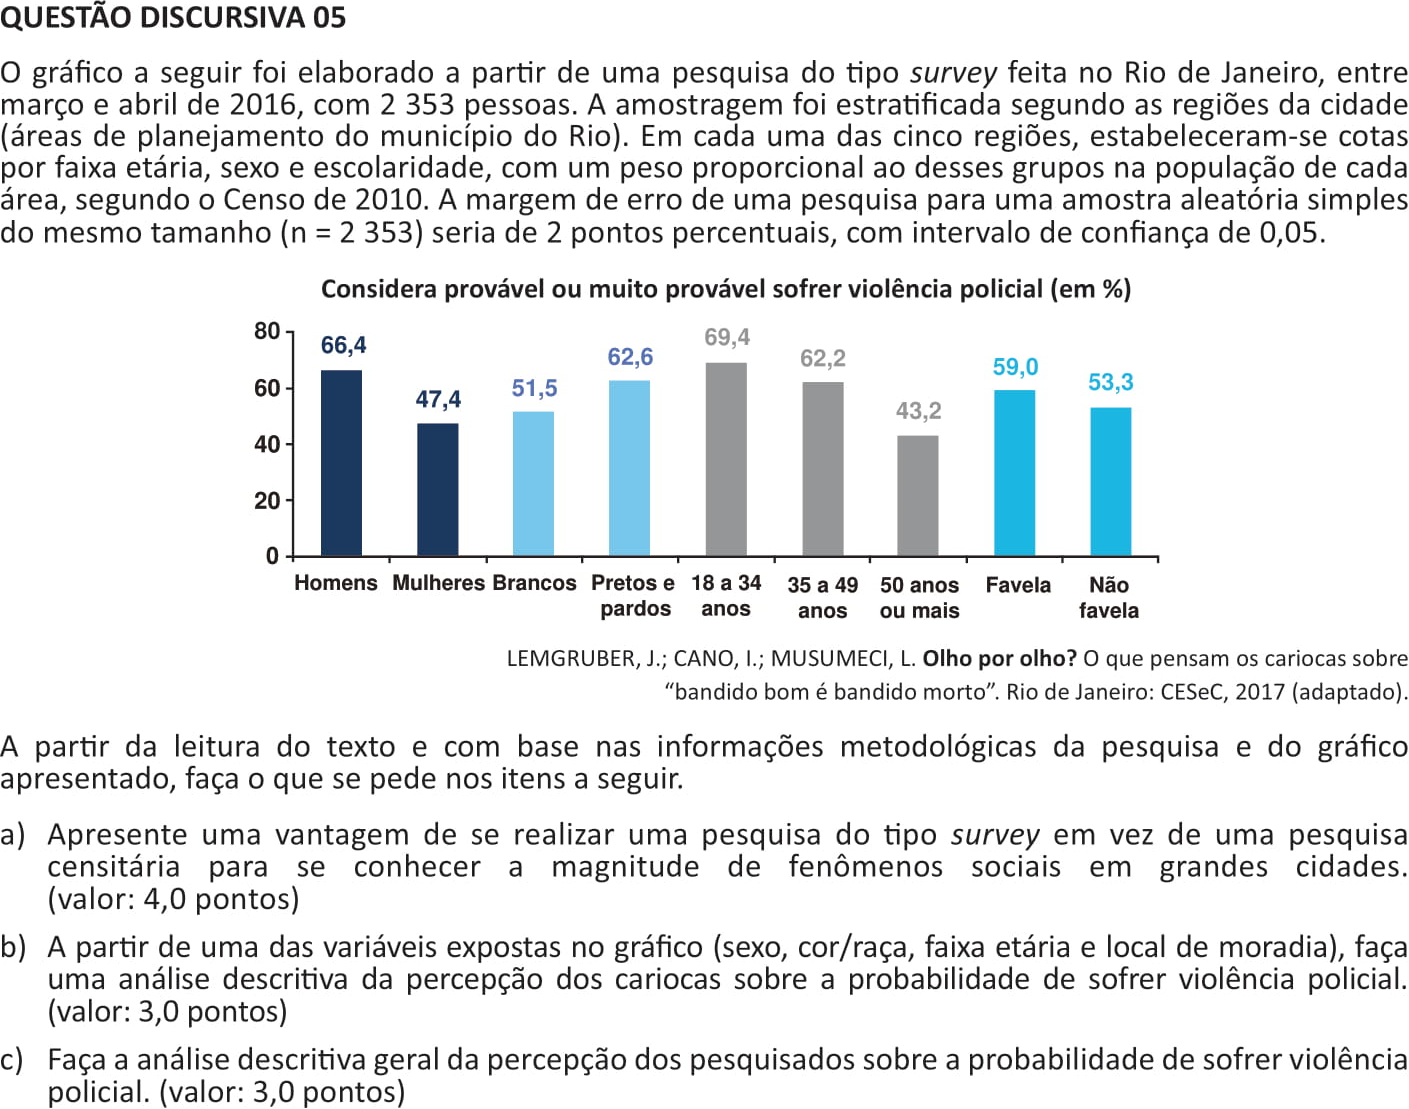 QUESTÃO DISCURSIVA 05
O gráfico a seguir foi elaborado a partir de uma pesquisa do tipo survey feita no Rio de Janeiro, entre
março e abril de 2016, com 2 353 pessoas. A amostragem foi estratificada segundo as regiões da cidade
(áreas de planejamento do município do Rio). Em cada uma das cinco regiões, estabeleceram-se cotas
por faixa etária, sexo e escolaridade, com um peso proporcional ao desses grupos na população de cada
área, segundo o Censo de 2010. A margem de erro de uma pesquisa para uma amostra aleatória simples
do mesmo tamanho (n = 2 353) seria de 2 pontos percentuais, com intervalo de confiança de 0,05.
Considera provável ou muito provável sofrer violência policial (em %)
80
60
40
20
0
66,4
47,4
51,5
62,6
69,4
62,2
43,2
59,0
53,3
Homens Mulheres Brancos Pretos e 18 a 34 35 a 49 50 anos Favela Não
pardos anos anos ou mais favela
LEMGRUBER, J.; CANO, I.; MUSUMECI, L. Olho por olho? O que pensam os cariocas sobre
“bandido bom é bandido morto”. Rio de Janeiro: CESeC, 2017 (adaptado).
A partir da leitura do texto e com base nas informações metodológicas da pesquisa e do gráfico
apresentado, faça o que se pede nos itens a seguir.
a) Apresente uma vantagem de se realizar uma pesquisa do tipo survey em vez de uma pesquisa
censitária para se conhecer a magnitude de fenômenos sociais em grandes cidades.
(valor: 4,0 pontos)
b) A partir de uma das variáveis expostas no gráfico (sexo, cor/raça, faixa etária e local de moradia), faça
uma análise descritiva da percepção dos cariocas sobre a probabilidade de sofrer violência policial.
(valor: 3,0 pontos)
c) Faça a análise descritiva geral da percepção dos pesquisados sobre a probabilidade de sofrer violência
policial. (valor: 3,0 pontos)